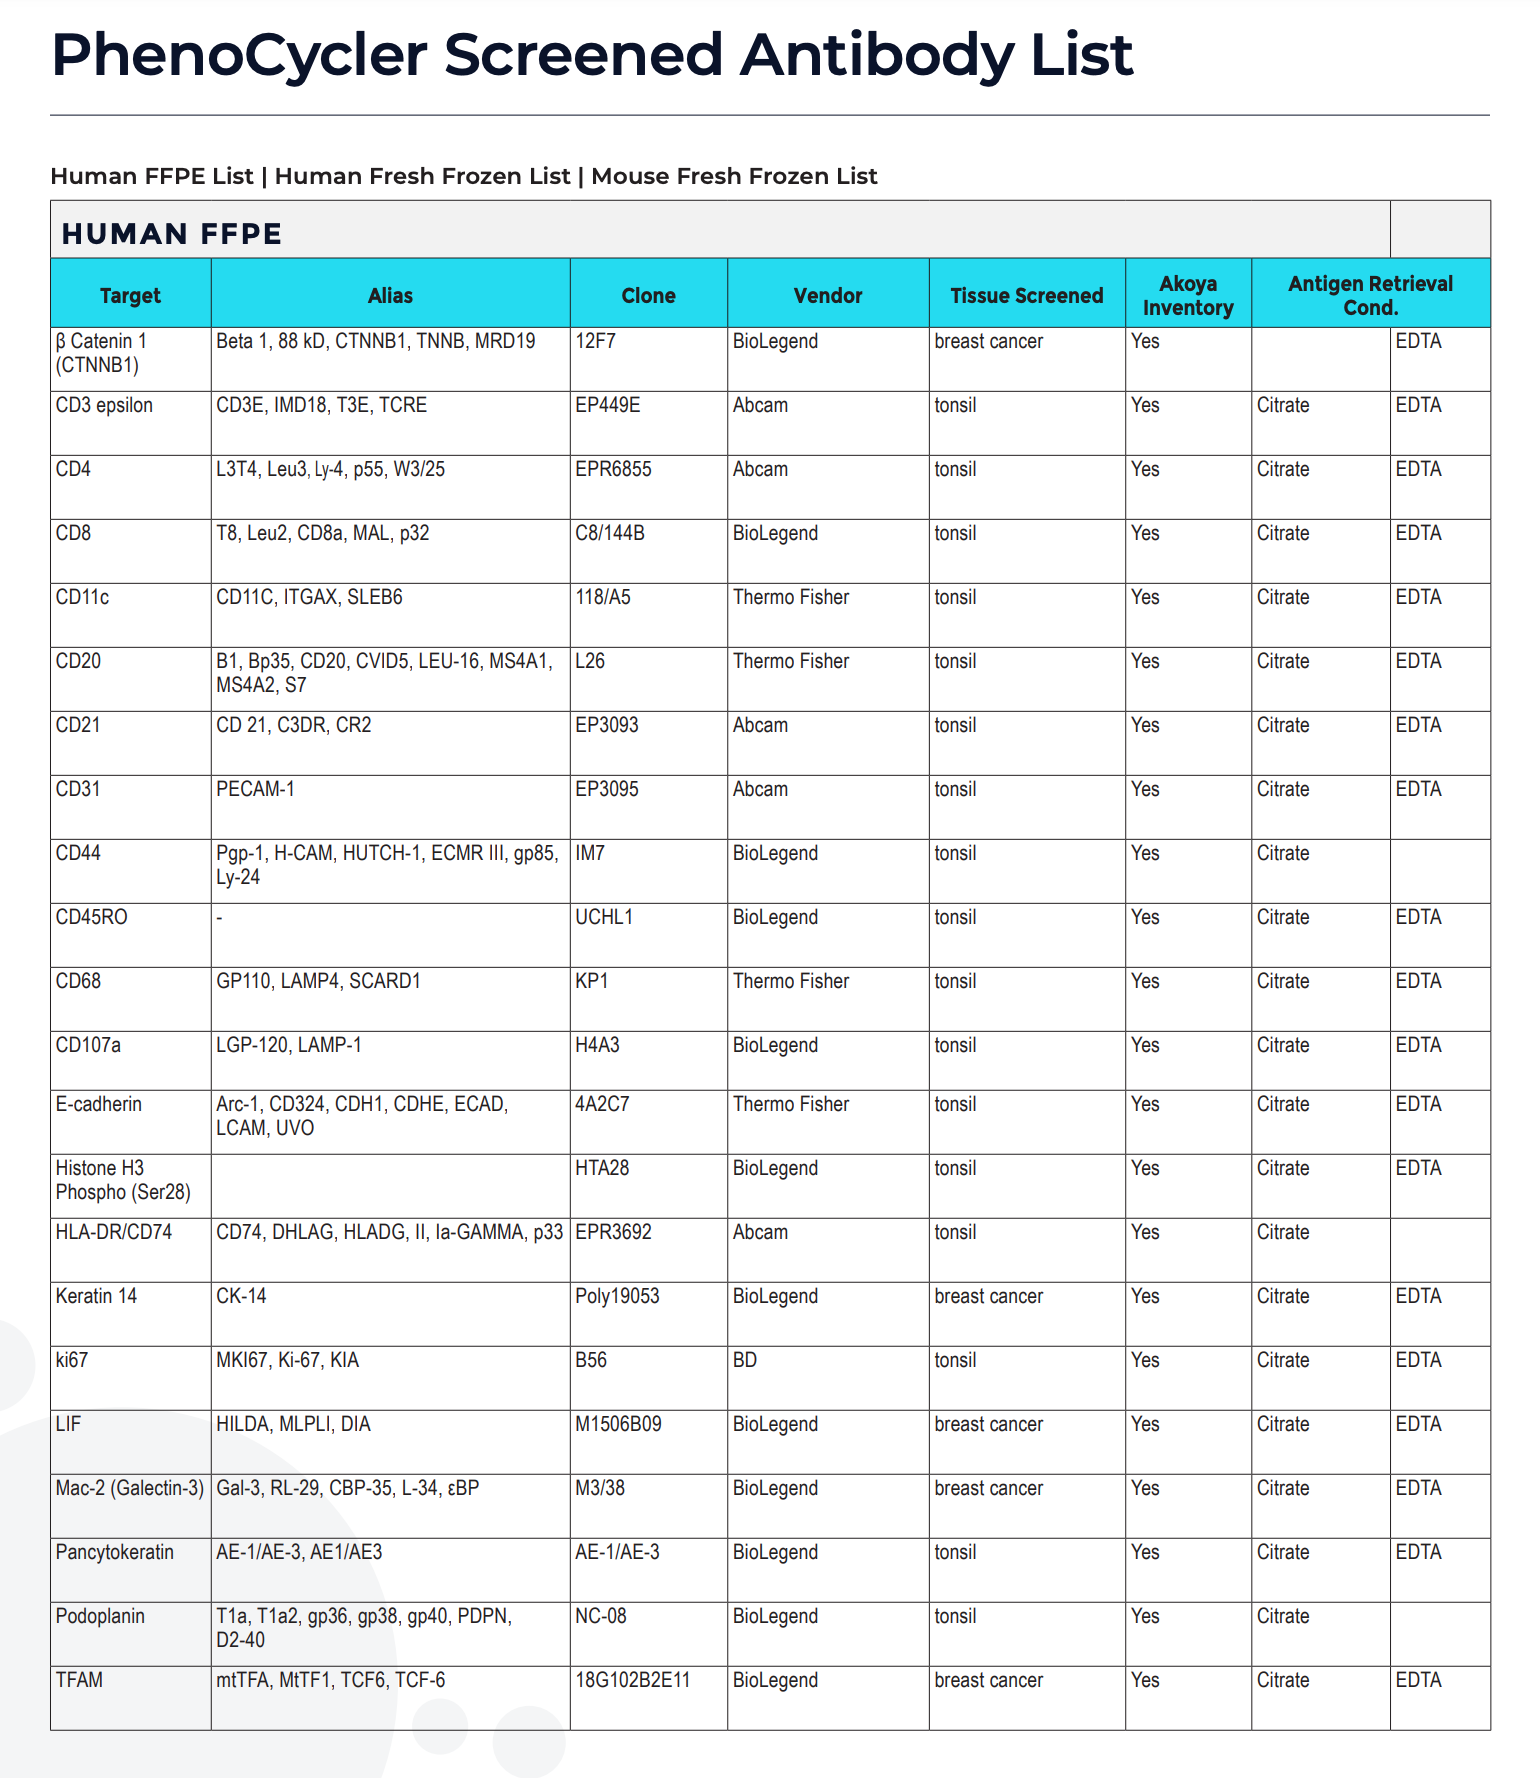 PhenoCycler Screened Antibody List
Human FFPE List | Human Fresh Frozen List | Mouse Fresh Frozen List
HUMAN FFPE
Target Alias Clone Vendor Tissue Screened Akoya Inventory Antigen Retrieval Cond.
β Catenin 1 Beta 1, 88 kD, CTNNB1, TNNB, MRD19 12F7 BioLegend breast cancer Yes EDTA
(CTNNB1)
CD3 epsilon CD3E, IMD18, T3E, TCRE EP449E Abcam tonsil Yes Citrate EDTA
CD4 L3T4, Leu3, Ly-4, p55, W3/25 EPR6855 Abcam tonsil Yes Citrate EDTA
CD8 T8, Leu2, CD8a, MAL, p32 C8/144B BioLegend tonsil Yes Citrate EDTA
CD11c CD11C, ITGAX, SLEB6 118/A5 Thermo Fisher tonsil Yes Citrate EDTA
CD20 B1, Bp35, CD20, CVID5, LEU-16, MS4A1, L26 Thermo Fisher tonsil Yes Citrate EDTA
MS4A2, S7
CD21 CD 21, C3DR, CR2 EP3093 Abcam tonsil Yes Citrate EDTA
CD31 PECAM-1 EP3095 Abcam tonsil Yes Citrate EDTA
CD44 Pgp-1, H-CAM, HUTCH-1, ECMR III, gp85, IM7 BioLegend tonsil Yes Citrate
Ly-24
CD45RO - UCHL1 BioLegend tonsil Yes Citrate EDTA
CD68 GP110, LAMP4, SCARD1 KP1 Thermo Fisher tonsil Yes Citrate EDTA
CD107a LGP-120, LAMP-1 H4A3 BioLegend tonsil Yes Citrate EDTA
E-cadherin Arc-1, CD324, CDH1, CDHE, ECAD, 4A2C7 Thermo Fisher tonsil Yes Citrate EDTA
LCAM, UVO
Histone H3 HTA28 BioLegend tonsil Yes Citrate EDTA
Phospho (Ser28)
HLA-DR/CD74 CD74, DHLAG, HLADG, II, Ia-GAMMA, p33 EPR3692 Abcam tonsil Yes Citrate
Keratin 14 CK-14 Poly19053 BioLegend breast cancer Yes Citrate EDTA
ki67 MKI67, Ki-67, KIA B56 BD tonsil Yes Citrate EDTA
LIF HILDA, MLPLI, DIA M1506B09 BioLegend breast cancer Yes Citrate EDTA
Mac-2 (Galectin-3) Gal-3, RL-29, CBP-35, L-34, εBP M3/38 BioLegend breast cancer Yes Citrate EDTA
Pancytokeratin AE-1/AE-3, AE1/AE3 AE-1/AE-3 BioLegend tonsil Yes Citrate EDTA
Podoplanin T1a, T1a2, gp36, gp38, gp40, PDPN, NC-08 BioLegend tonsil Yes Citrate
D2-40
TFAM mtTFA, MtTF1, TCF6, TCF-6 18G102B2E11 BioLegend breast cancer Yes Citrate EDTA